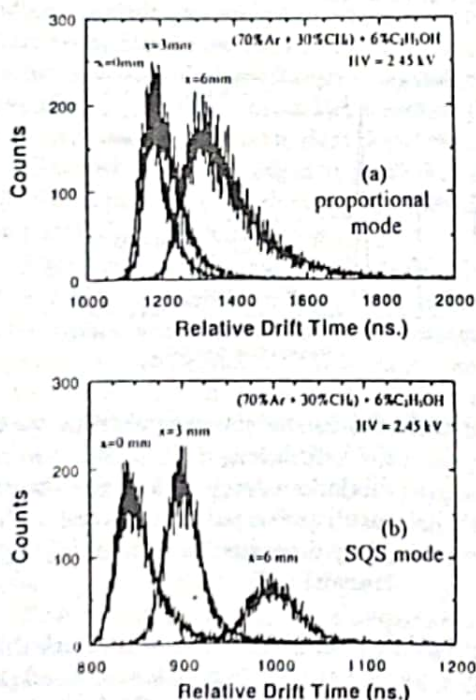 300
x=3mm (70%Ar + 30%CH₄) + 6%C₂H₅OH
x=0mm HV = 2.45 kV
x=6mm
200
Counts
(a)
100
proportional
mode
0
1000 1200 1400 1600 1800 2000
Relative Drift Time (ns.)
300
(70%Ar + 30%CH₄) + 6%C₂H₅OH
x=3 mm HV = 2.45 kV
x=0 mm
200
Counts
(b)
SQS mode
x=6 mm
100
0
800 900 1000 1100 1200
Relative Drift Time (ns.)